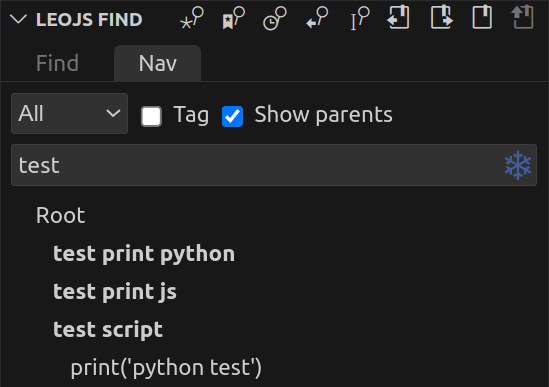 LEOJS FIND
Find Nav
All Tag Show parents
test
Root
test print python
test print js
test script
print('python test')